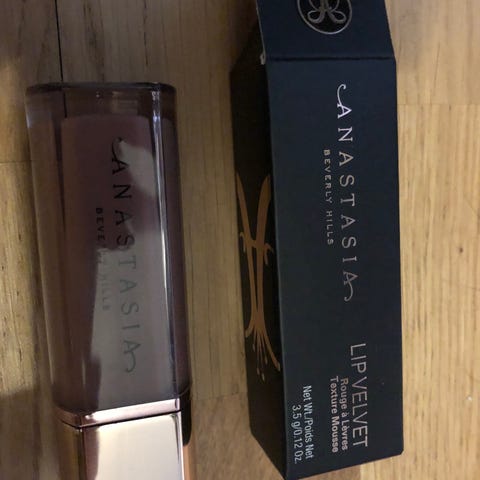 ANASTASIA
BEVERLY HILLS
ANASTASIA
BEVERLY HILLS
LIP VELVET
Rouge à Lèvres
Texture Mousse
Net Wt./Poids Net
3.5 g/0.12 Oz.